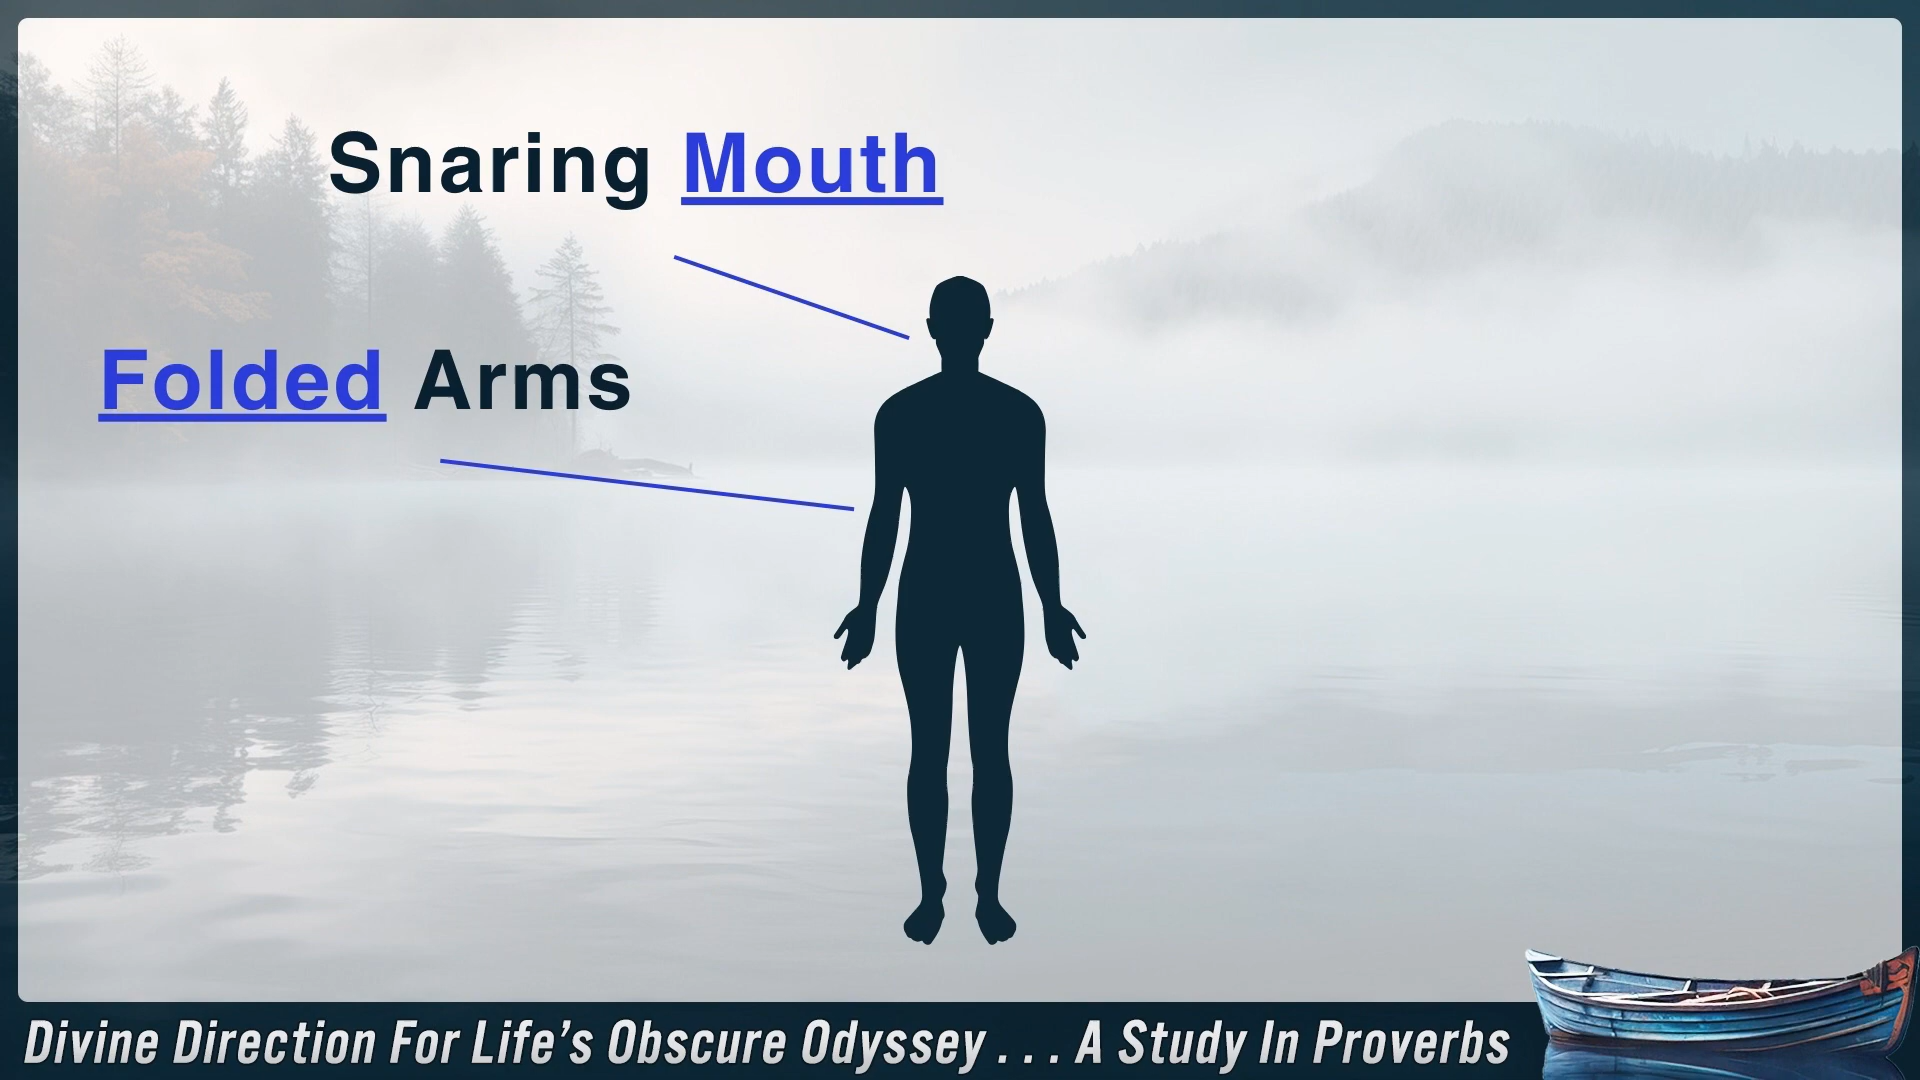 Snaring Mouth
Folded Arms
Divine Direction For Life’s Obscure Odyssey . . . A Study In Proverbs